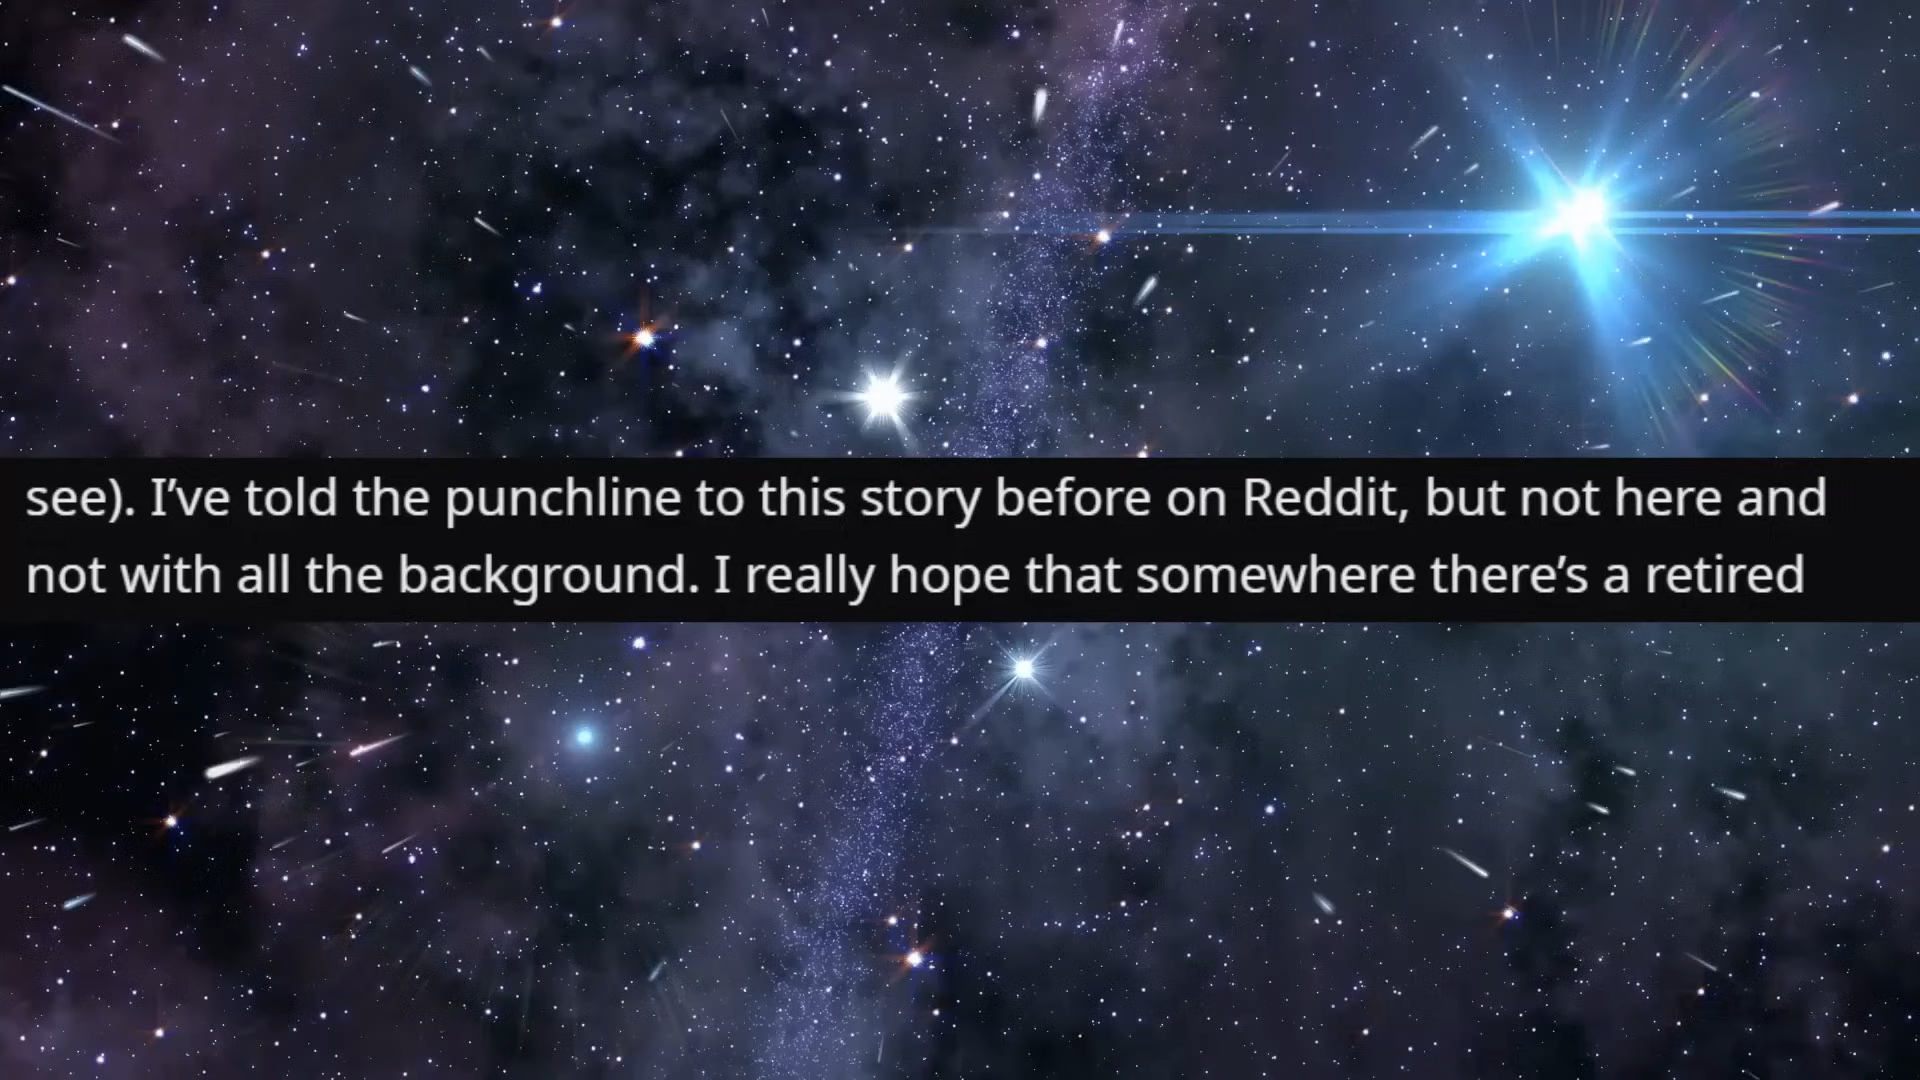 see). I’ve told the punchline to this story before on Reddit, but not here and
not with all the background. I really hope that somewhere there’s a retired